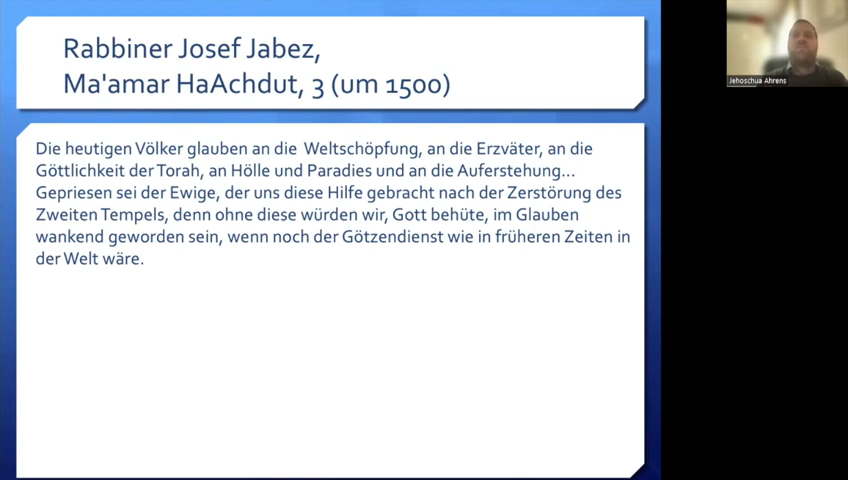 Rabbiner Josef Jabez,
Ma'amar HaAchdut, 3 (um 1500)
Die heutigen Völker glauben an die Weltschöpfung, an die Erzväter, an die
Göttlichkeit der Torah, an Hölle und Paradies und an die Auferstehung...
Gepriesen sei der Ewige, der uns diese Hilfe gebracht nach der Zerstörung des
Zweiten Tempels, denn ohne diese würden wir, Gott behüte, im Glauben
wankend geworden sein, wenn noch der Götzendienst wie in früheren Zeiten in
der Welt wäre.
Jehoschua Ahrens